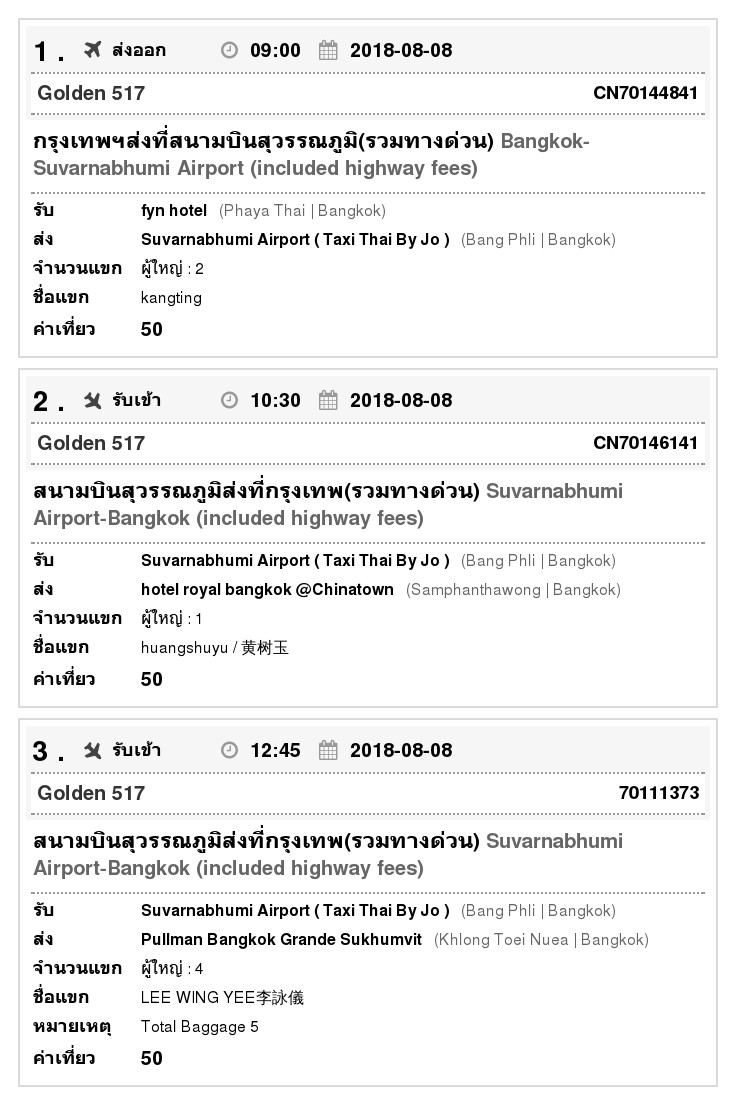 1 . ส่งออก 09:00 2018-08-08
Golden 517 CN70144841
กรุงเทพฯส่งที่สนามบินสุวรรณภูมิ(รวมทางด่วน) Bangkok-
Suvarnabhumi Airport (included highway fees)
รับ fyn hotel (Phaya Thai | Bangkok)
ส่ง Suvarnabhumi Airport ( Taxi Thai By Jo ) (Bang Phli | Bangkok)
จำนวนแขก ผู้ใหญ่ : 2
ชื่อแขก kangting
ค่าเที่ยว 50
2 . รับเข้า 10:30 2018-08-08
Golden 517 CN70146141
สนามบินสุวรรณภูมิส่งที่กรุงเทพ(รวมทางด่วน) Suvarnabhumi
Airport-Bangkok (included highway fees)
รับ Suvarnabhumi Airport ( Taxi Thai By Jo ) (Bang Phli | Bangkok)
ส่ง hotel royal bangkok @Chinatown (Samphanthawong | Bangkok)
จำนวนแขก ผู้ใหญ่ : 1
ชื่อแขก huangshuyu / 黄树玉
ค่าเที่ยว 50
3 . รับเข้า 12:45 2018-08-08
Golden 517 70111373
สนามบินสุวรรณภูมิส่งที่กรุงเทพ(รวมทางด่วน) Suvarnabhumi
Airport-Bangkok (included highway fees)
รับ Suvarnabhumi Airport ( Taxi Thai By Jo ) (Bang Phli | Bangkok)
ส่ง Pullman Bangkok Grande Sukhumvit (Khlong Toei Nuea | Bangkok)
จำนวนแขก ผู้ใหญ่ : 4
ชื่อแขก LEE WING YEE李詠儀
หมายเหตุ Total Baggage 5
ค่าเที่ยว 50